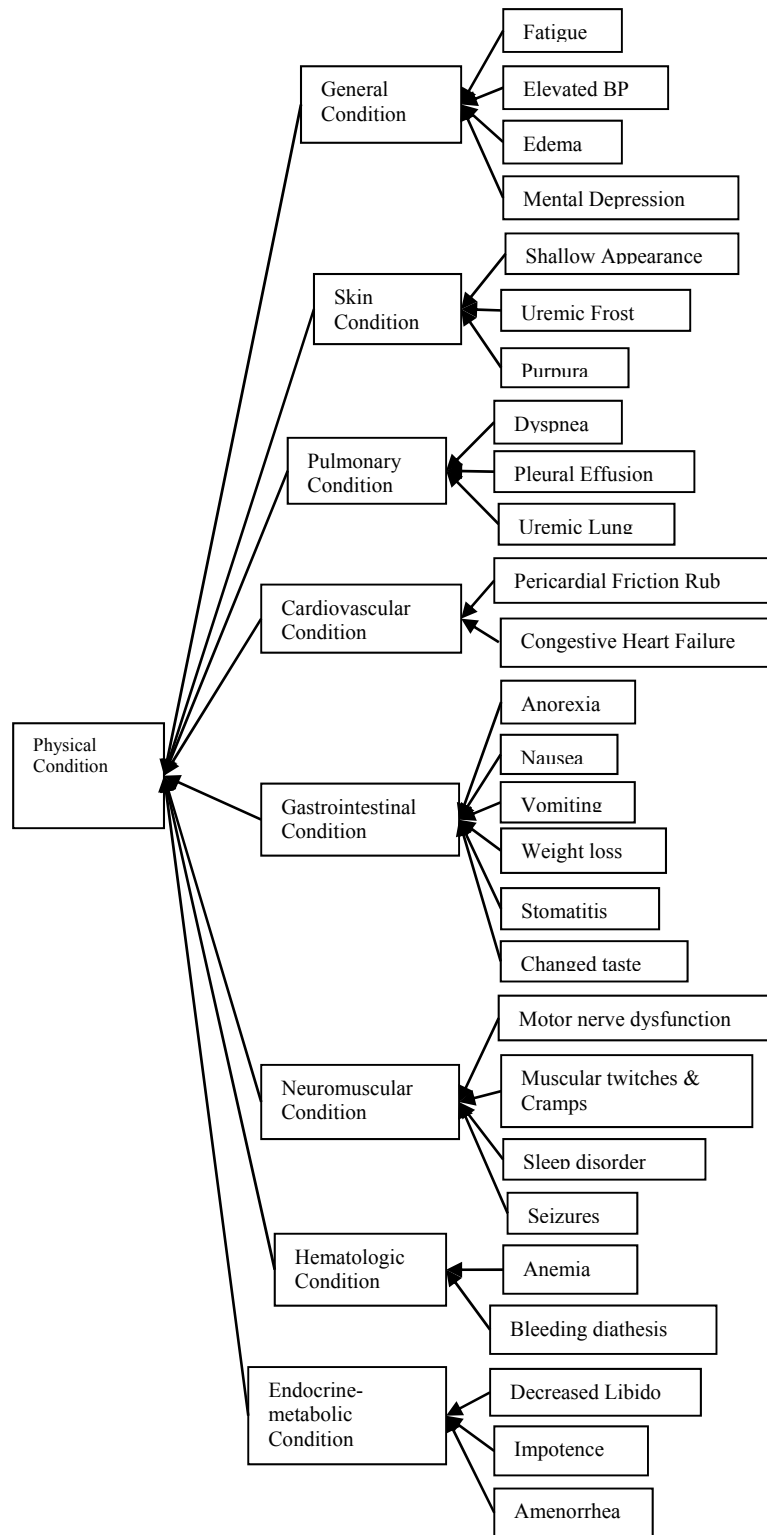 Fatigue
General
Condition
Elevated BP
Edema
Mental Depression
Shallow Appearance
Skin
Condition
Uremic Frost
Purpura
Dyspnea
Pulmonary
Condition
Pleural Effusion
Uremic Lung
Pericardial Friction Rub
Cardiovascular
Condition
Congestive Heart Failure
Anorexia
Physical
Condition
Nausea
Gastrointestinal
Condition
Vomiting
Weight loss
Stomatitis
Changed taste
Motor nerve dysfunction
Neuromuscular
Condition
Muscular twitches &
Cramps
Sleep disorder
Seizures
Hematologic
Condition
Anemia
Bleeding diathesis
Endocrine-
metabolic
Condition
Decreased Libido
Impotence
Amenorrhea